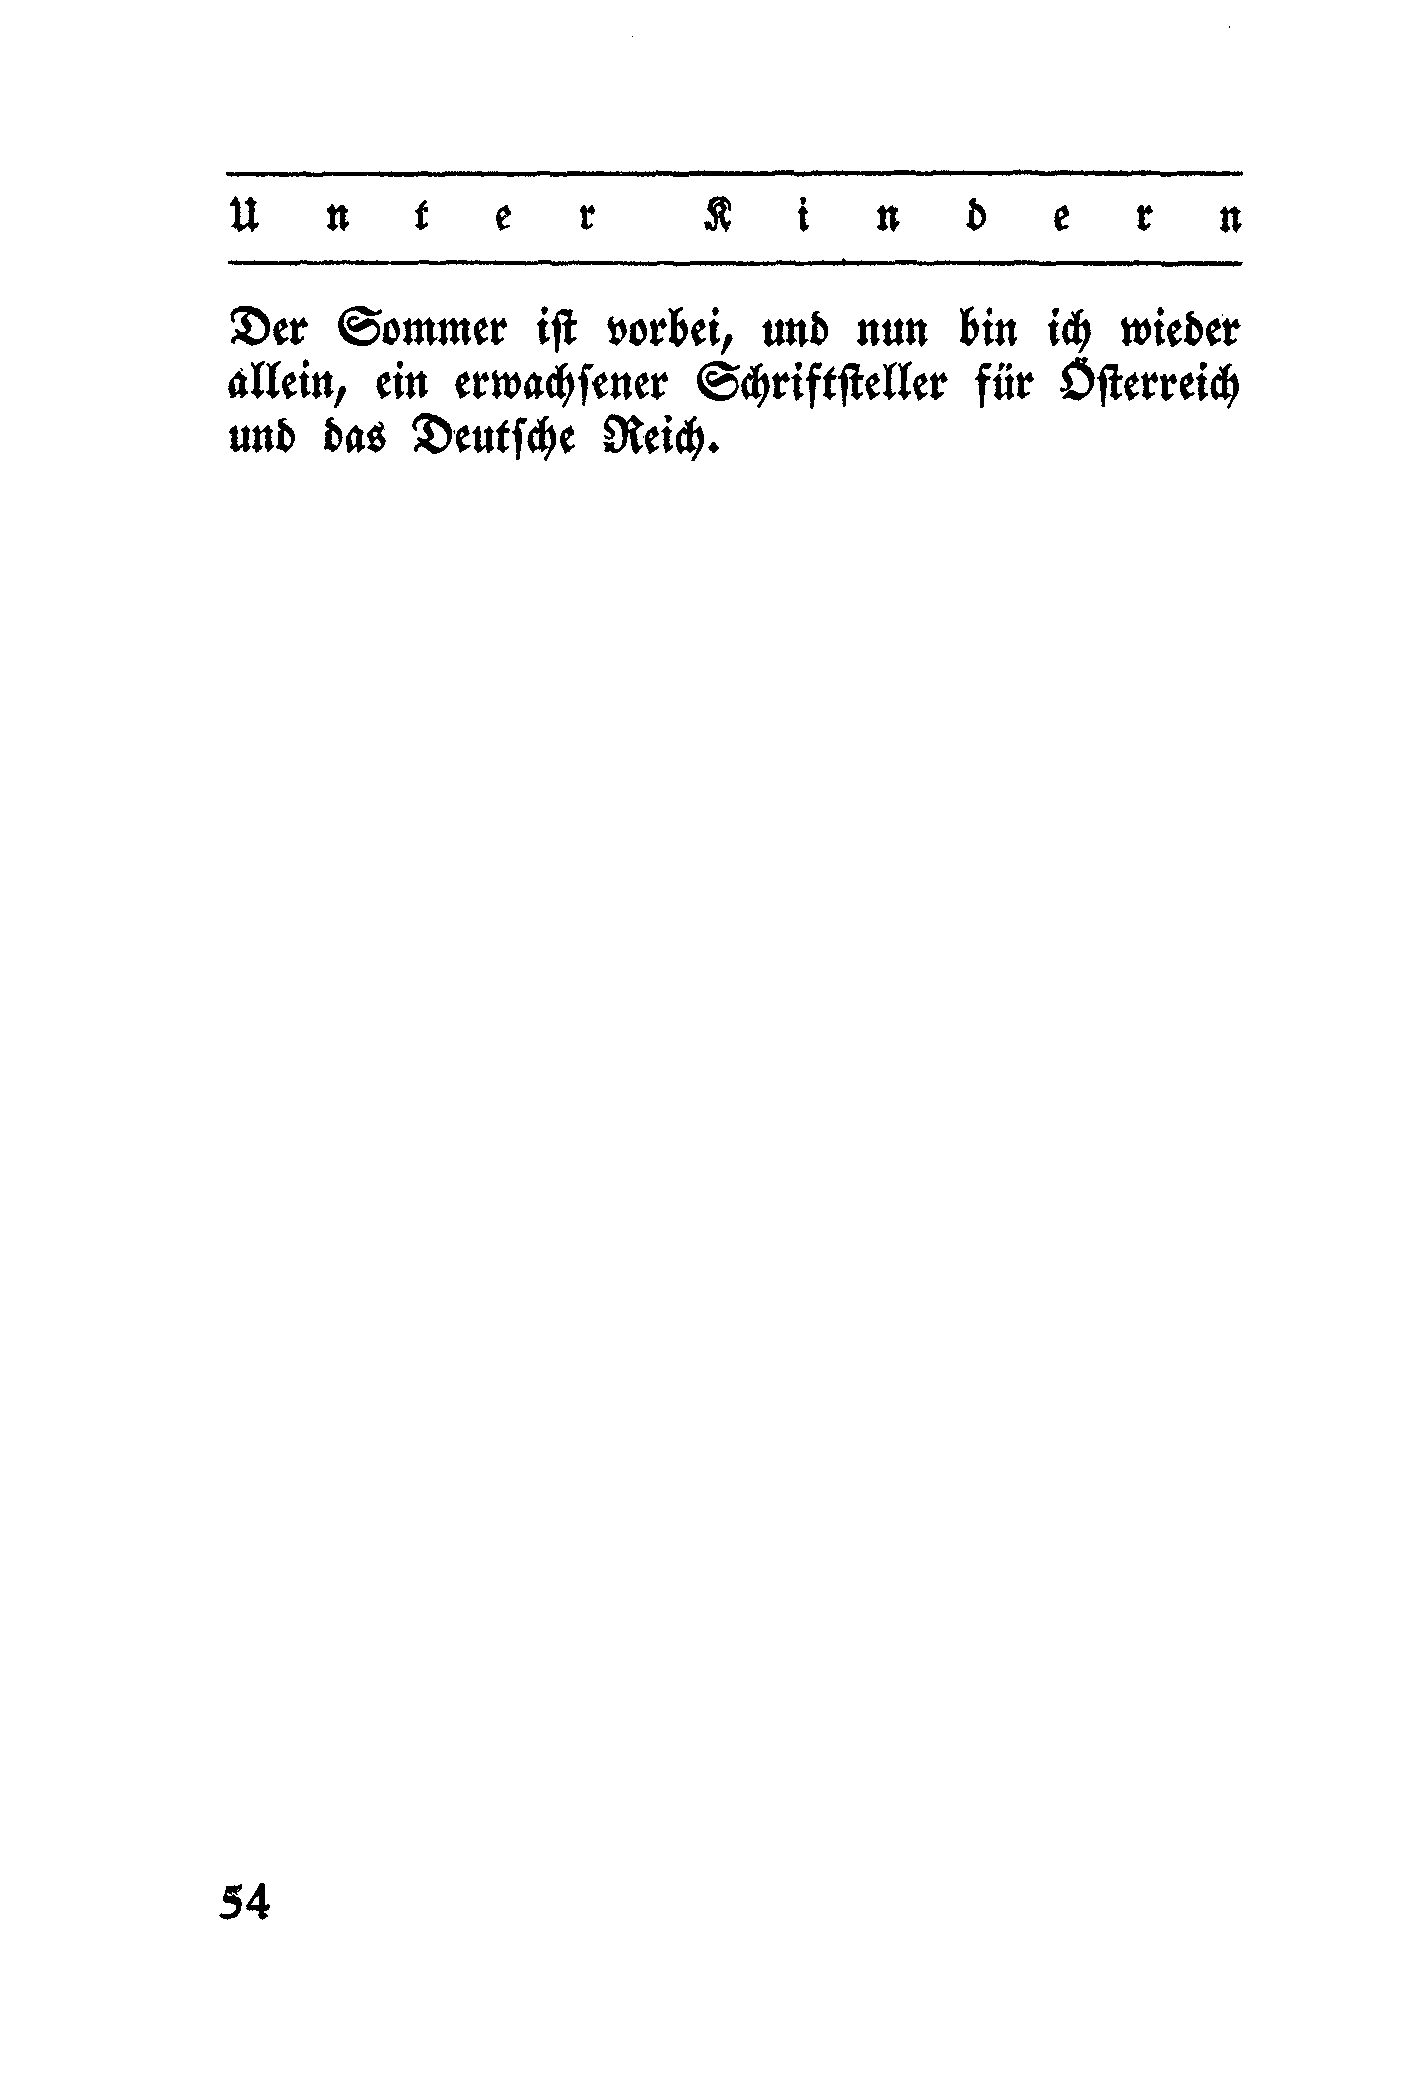 Unter Kindern
Der Sommer ist vorbei, und nun bin ich wieder
allein, ein erwachsener Schriftsteller für Österreich
und das Deutsche Reich.
54